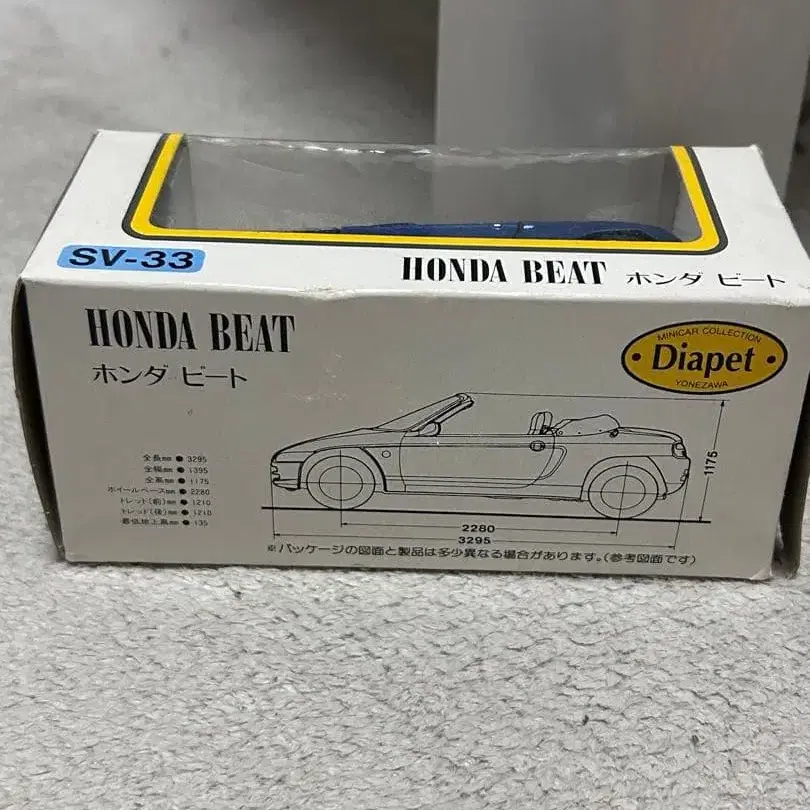 SV-33
HONDA BEAT ホンダ ビート
HONDA BEAT
ホンダ ビート
MINICAR COLLECTION
Diapet
YONEZAWA
全長mm ● 3295
全幅mm ● 1395
全高mm ● 1175
ホイールベースmm ● 2280
トレッド(前)mm ● 1210
トレッド(後)mm ● 1210
最低地上高mm ● 135
1175
2280
3295
※パッケージの図面と製品は多少異なる場合があります。(参考図面です)